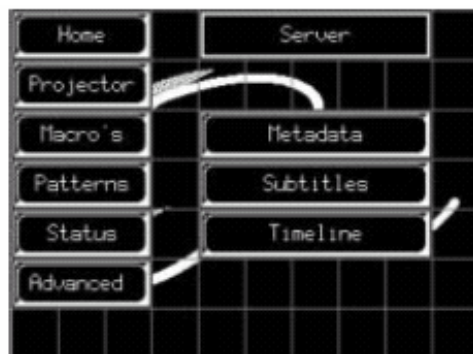 Home
Server
Projector
Macro's
Metadata
Patterns
Subtitles
Status
Timeline
Advanced